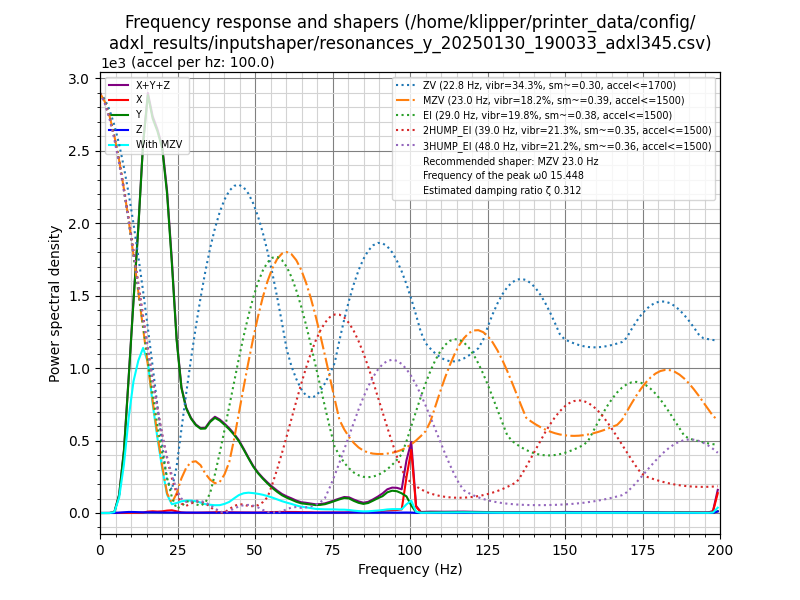 Frequency response and shapers (/home/klipper/printer_data/config/
adxl_results/inputshaper/resonances_y_20250130_190033_adxl345.csv)
1e3 (accel per hz: 100.0)
X+Y+Z
X
Y
Z
With MZV
ZV (22.8 Hz, vibr=34.3%, sm~=0.30, accel<=1700)
MZV (23.0 Hz, vibr=18.2%, sm~=0.39, accel<=1500)
EI (29.0 Hz, vibr=19.8%, sm~=0.38, accel<=1500)
2HUMP_EI (39.0 Hz, vibr=21.3%, sm~=0.35, accel<=1500)
3HUMP_EI (48.0 Hz, vibr=21.2%, sm~=0.36, accel<=1500)
Recommended shaper: MZV 23.0 Hz
Frequency of the peak ω0 15.448
Estimated damping ratio ζ 0.312
Power spectral density
3.0
2.5
2.0
1.5
1.0
0.5
0.0
0 25 50 75 100 125 150 175 200
Frequency (Hz)